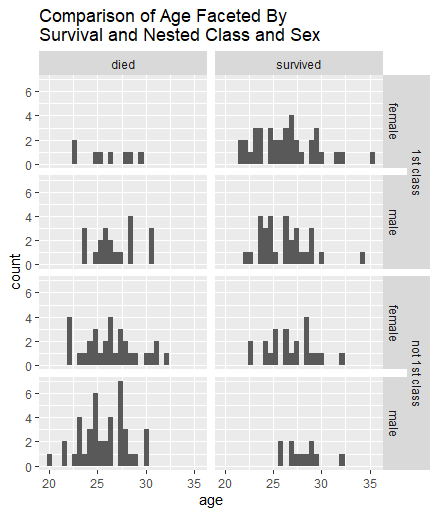 Comparison of Age Faceted By
Survival and Nested Class and Sex
died
survived
6
4
2
0
female
1st class
6
4
2
0
male
6
4
2
0
female
not 1st class
6
4
2
0
male
count
20
25
30
35
20
25
30
35
age